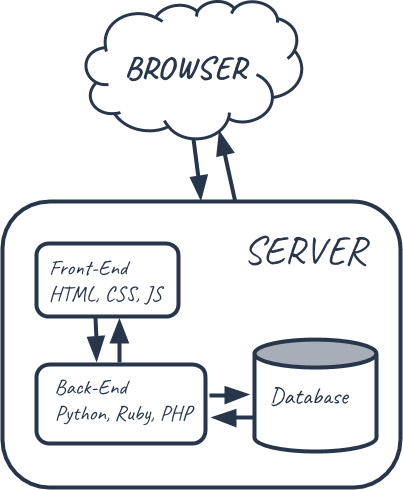 BROWSER
SERVER
Front-End
HTML, CSS, JS
Back-End
Python, Ruby, PHP
Database